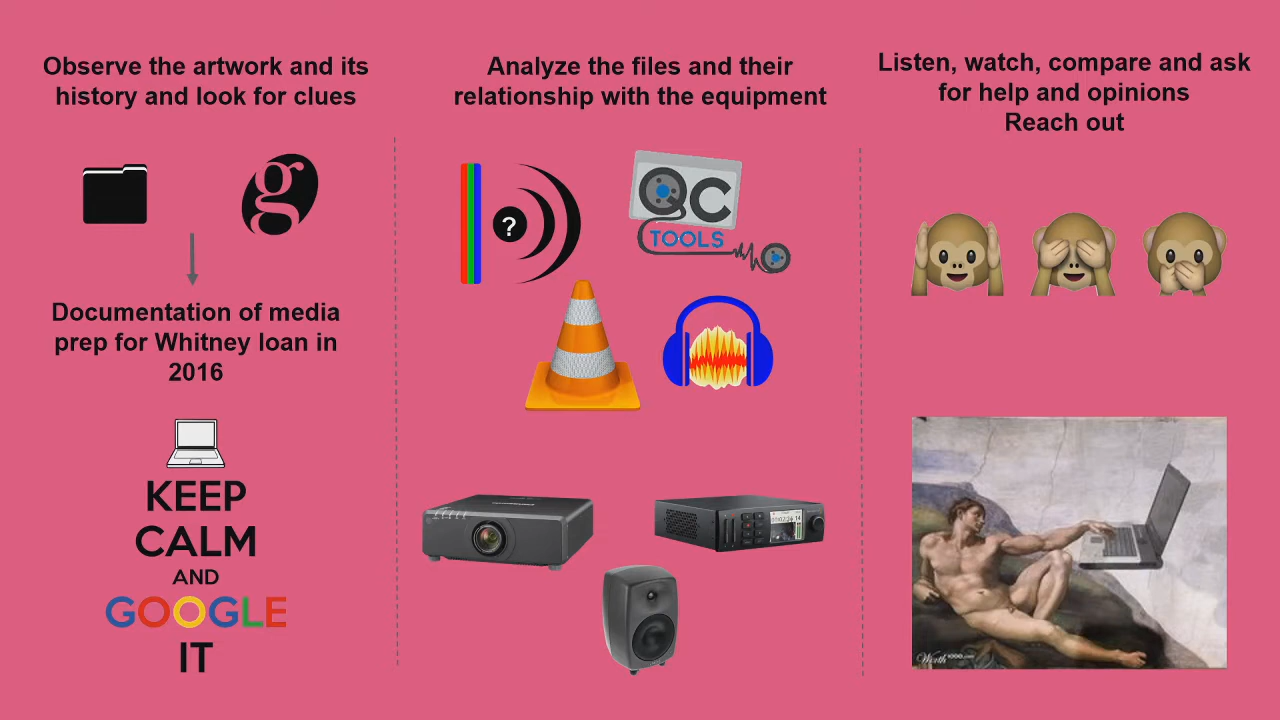 Observe the artwork and its
history and look for clues
g
Documentation of media
prep for Whitney loan in
2016
KEEP
CALM
AND
GOOGLE
IT
Analyze the files and their
relationship with the equipment
?
QC
TOOLS
Listen, watch, compare and ask
for help and opinions
Reach out
Worth1000.com